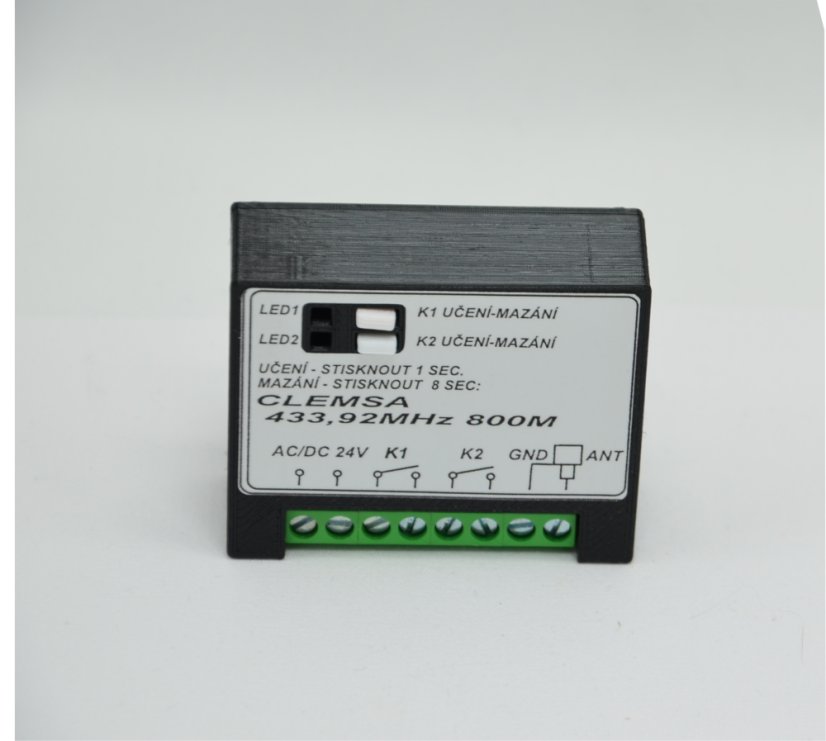 LED1 K1 UČENÍ-MAZÁNÍ
LED2 K2 UČENÍ-MAZÁNÍ
UČENÍ - STISKNOUT 1 SEC.
MAZÁNÍ - STISKNOUT 8 SEC:
CLEMSA
433,92MHz 800M
AC/DC 24V K1 K2 GND ANT